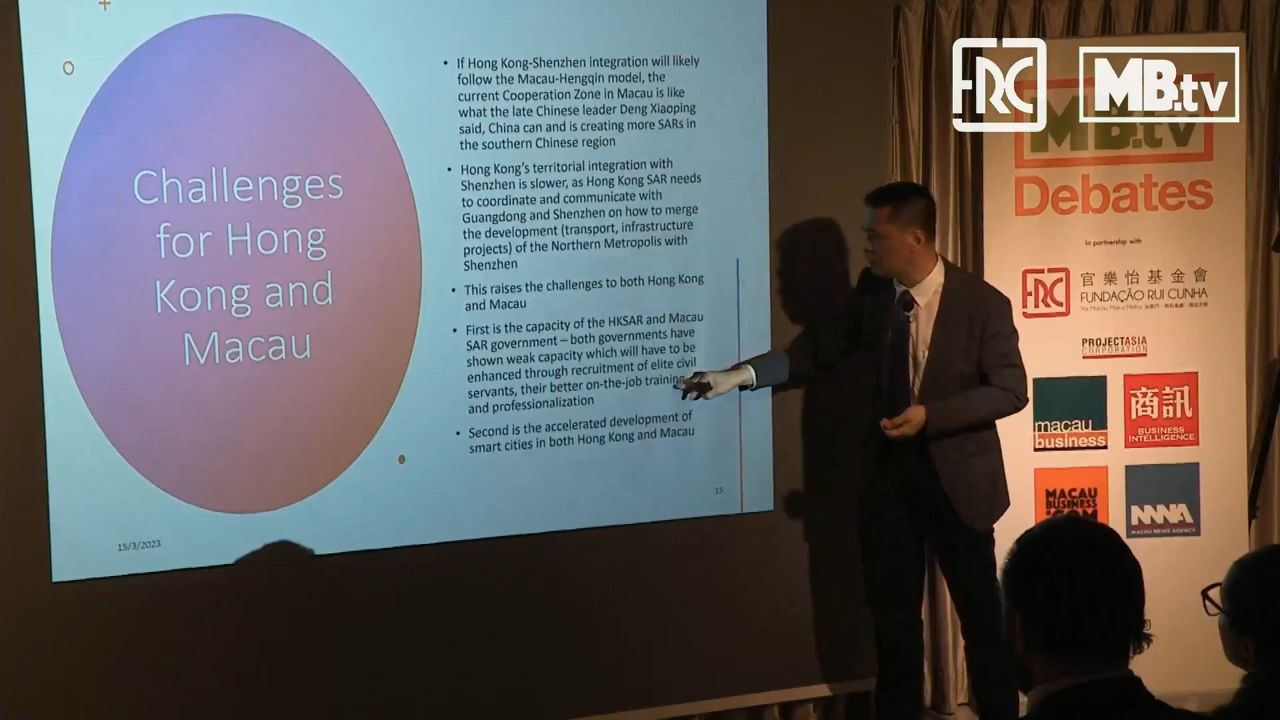 Challenges
for Hong
Kong and
Macau
• If Hong Kong-Shenzhen integration will likely
follow the Macau-Hengqin model, the
current Cooperation Zone in Macau is like
what the late Chinese leader Deng Xiaoping
said, China can and is creating more SARs in
the southern Chinese region
• Hong Kong's territorial integration with
Shenzhen is slower, as Hong Kong SAR needs
to coordinate and communicate with
Guangdong and Shenzhen on how to merge
the development (transport, infrastructure
projects) of the Northern Metropolis with
Shenzhen
• This raises the challenges to both Hong Kong
and Macau
• First is the capacity of the HKSAR and Macau
SAR government – both governments have
shown weak capacity which will have to be
enhanced through recruitment of elite civil
servants, their better on-the-job training
and professionalization
• Second is the accelerated development of
smart cities in both Hong Kong and Macau
15
15/3/2023
FRC
MB.tv
MB.tv
Debates
In partnership with
FRC
官樂怡基金會
FUNDAÇÃO RUI CUNHA
PROJECTASIA
CORPORATION
macau
business
商訊
BUSINESS
INTELLIGENCE
MACAU
BUSINESS
.COM
MNA
MACAU NEWS AGENCY